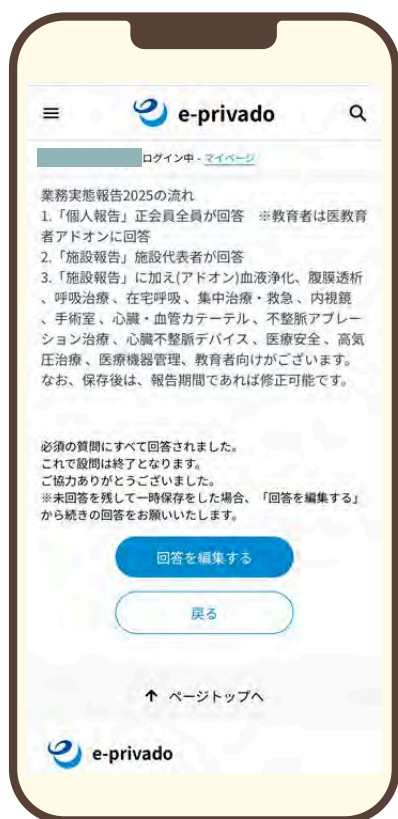 e-privado
ログイン中 - マイページ
業務実態報告2025の流れ
1.「個人報告」正会員全員が回答　※教育者は医教育
者アドオンに回答
2.「施設報告」施設代表者が回答
3.「施設報告」に加え(アドオン)血液浄化、腹膜透析
、呼吸治療、在宅呼吸、集中治療・救急、内視鏡
、手術室、心臓・血管カテーテル、不整脈アブレー
ション治療、心臓不整脈デバイス、医療安全、高気
圧治療、医療機器管理、教育者向けがございます。
なお、保存後は、報告期間であれば修正可能です。
必須の質問にすべて回答されました。
これで設問は終了となります。
ご協力ありがとうございました。
※未回答を残して一時保存をした場合、「回答を編集する」
から続きの回答をお願いいたします。
回答を編集する
戻る
↑ ページトップへ
e-privado